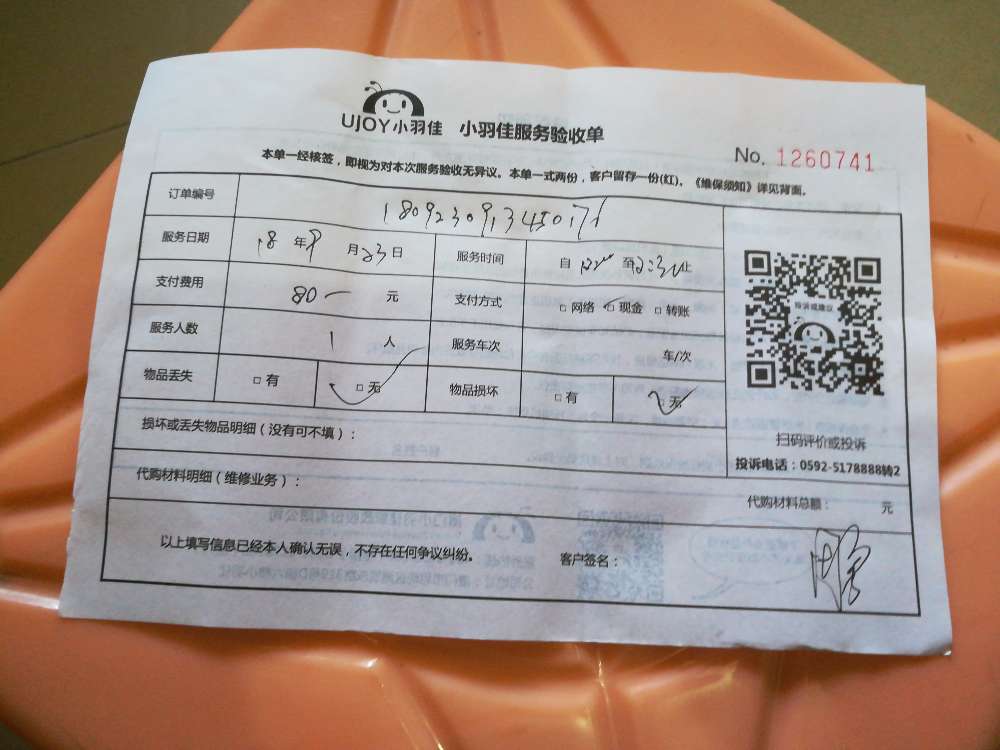 UJOY小羽佳 小羽佳服务验收单
No. 1260741
本单一经核签，即视为对本次服务验收无异议。本单一式两份，客户留存一份(红)。《维保须知》详见背面。
订单编号
服务日期 18 年 9 月 23 日 服务时间 自 至 止
支付费用 80一 元 支付方式 □网络 □现金 □转账
服务人数 1 人 服务车次 车/次
物品丢失 □有 □无 物品损坏 □有 □无
投诉或建议
扫码评价或投诉
投诉电话：0592-5178888转2
损坏或丢失物品明细（没有可不填）：
代购材料明细（维修业务）： 代购材料总额： 元
以上填写信息已经本人确认无误，不存在任何争议纠纷。 客户签名：